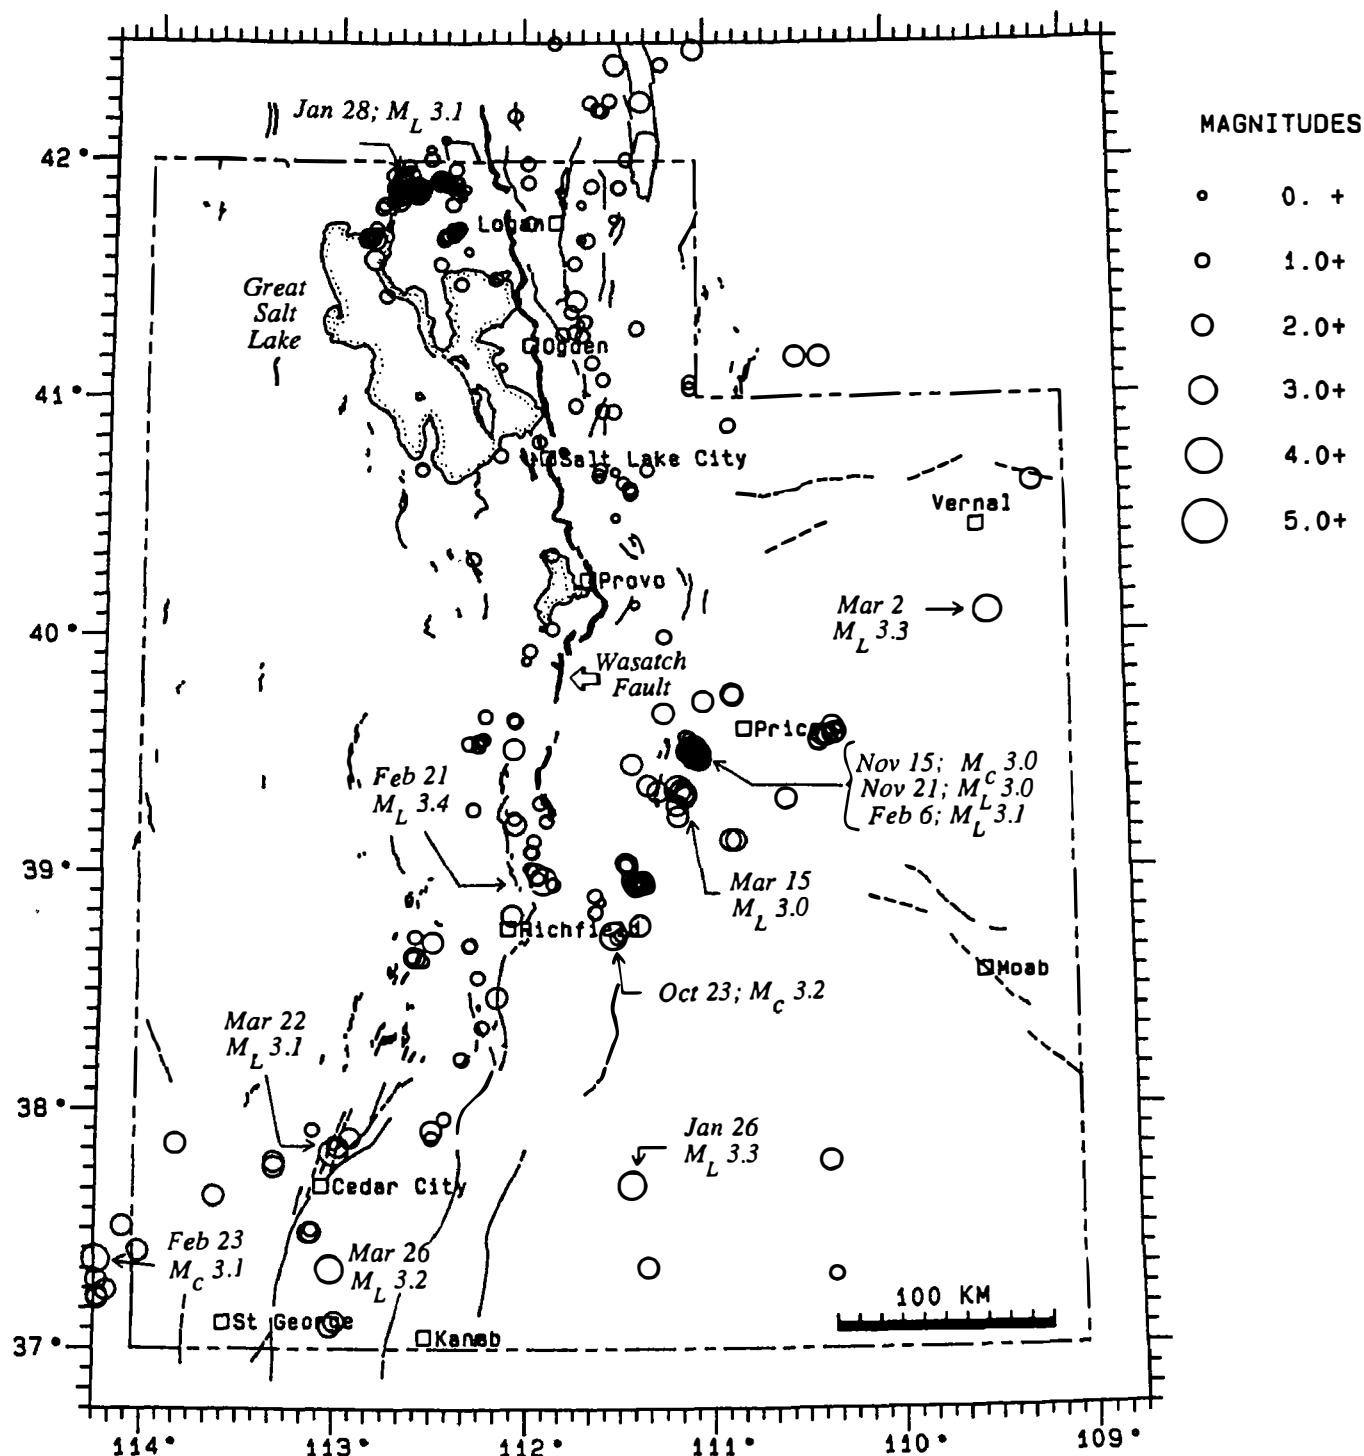 MAGNITUDES
0. +
1.0+
2.0+
3.0+
4.0+
5.0+
Jan 28; M_L 3.1
42°
Logan
Great
Salt
Lake
Ogden
41°
Salt Lake City
Vernal
Provo
Mar 2
M_L 3.3
40°
Wasatch
Fault
Price
Nov 15; M_C 3.0
Nov 21; M_L 3.0
Feb 6; M_L 3.1
Feb 21
M_L 3.4
39°
Mar 15
M_L 3.0
Richfield
Moab
Oct 23; M_C 3.2
Mar 22
M_L 3.1
38°
Jan 26
M_L 3.3
Cedar City
Feb 23
M_C 3.1
Mar 26
M_L 3.2
100 KM
St George
Kanab
37°
114°
113°
112°
111°
110°
109°